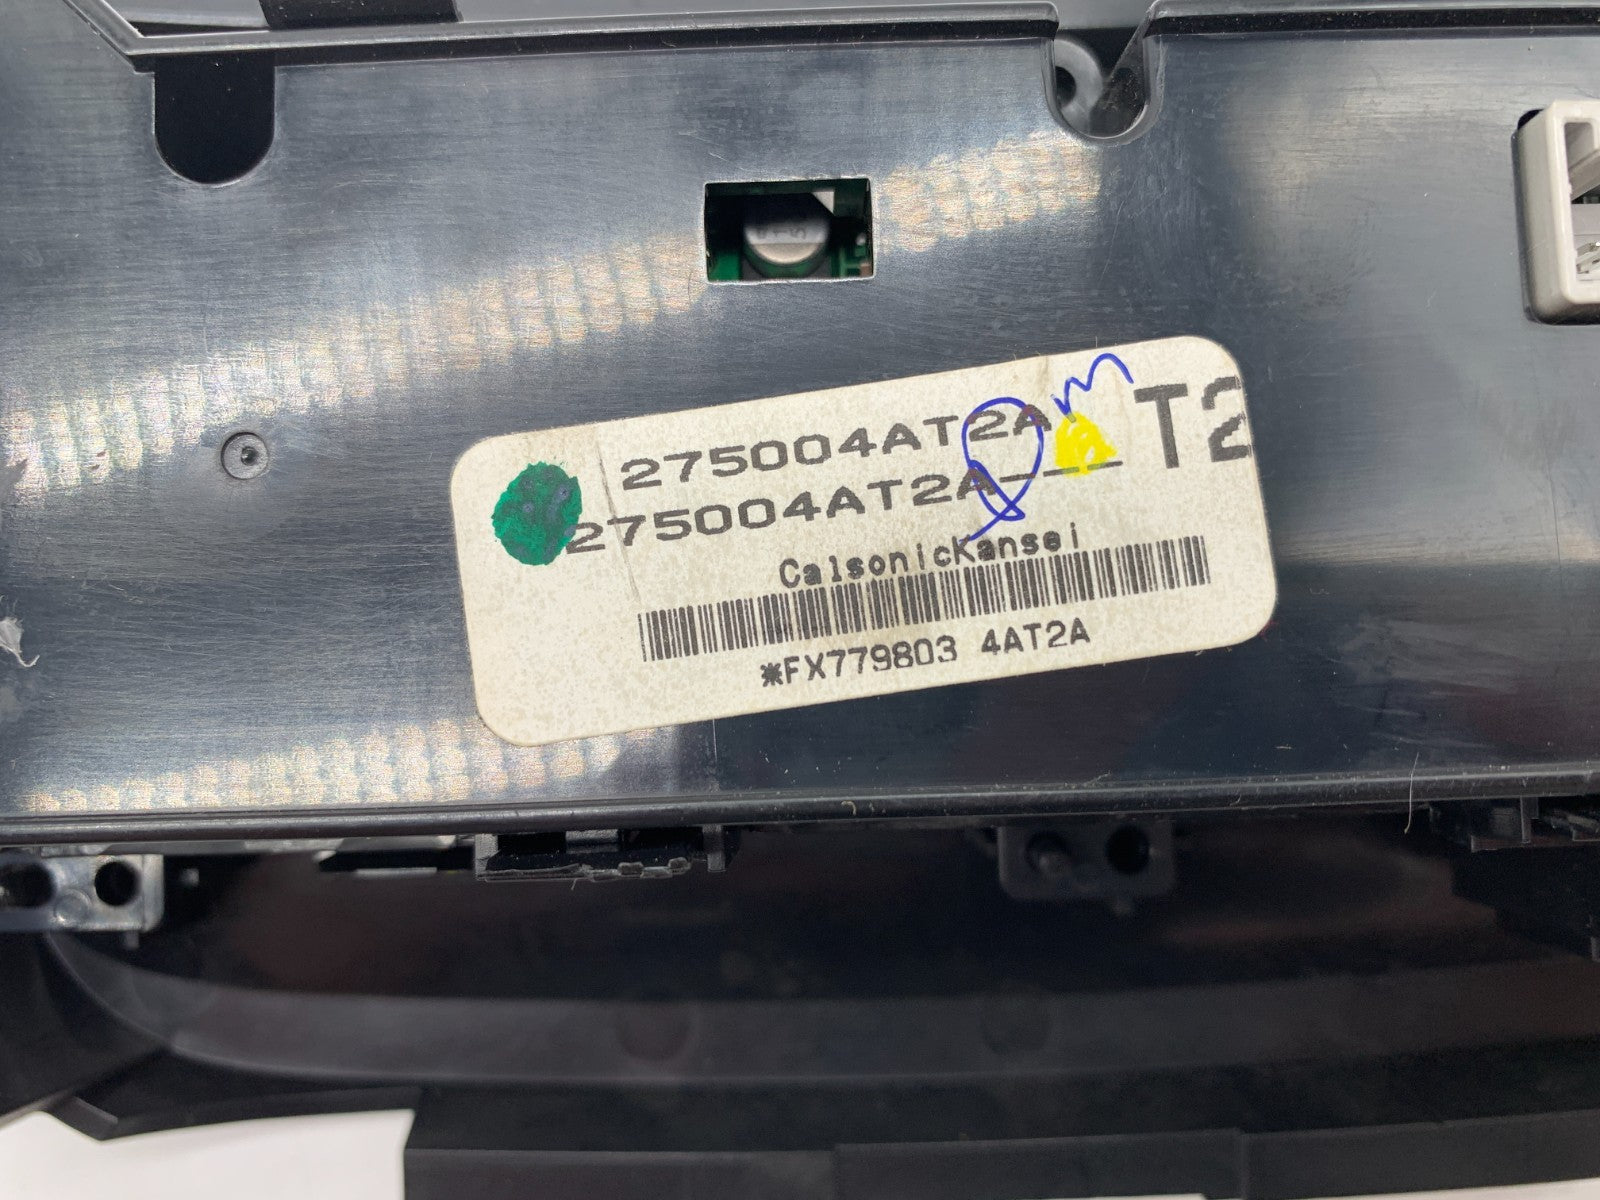 275004AT2A T2
275004AT2A-
CalsonicKansei
*FX779803 4AT2A